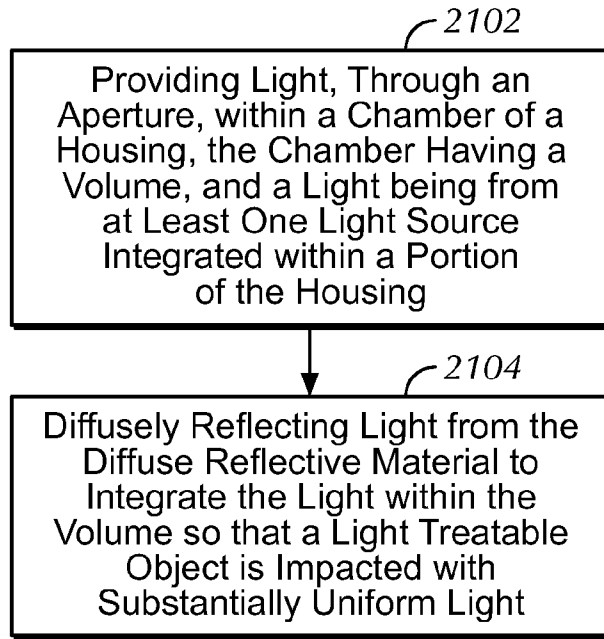 2102
Providing Light, Through an
Aperture, within a Chamber of a
Housing, the Chamber Having a
Volume, and a Light being from
at Least One Light Source
Integrated within a Portion
of the Housing
2104
Diffusely Reflecting Light from the
Diffuse Reflective Material to
Integrate the Light within the
Volume so that a Light Treatable
Object is Impacted with
Substantially Uniform Light